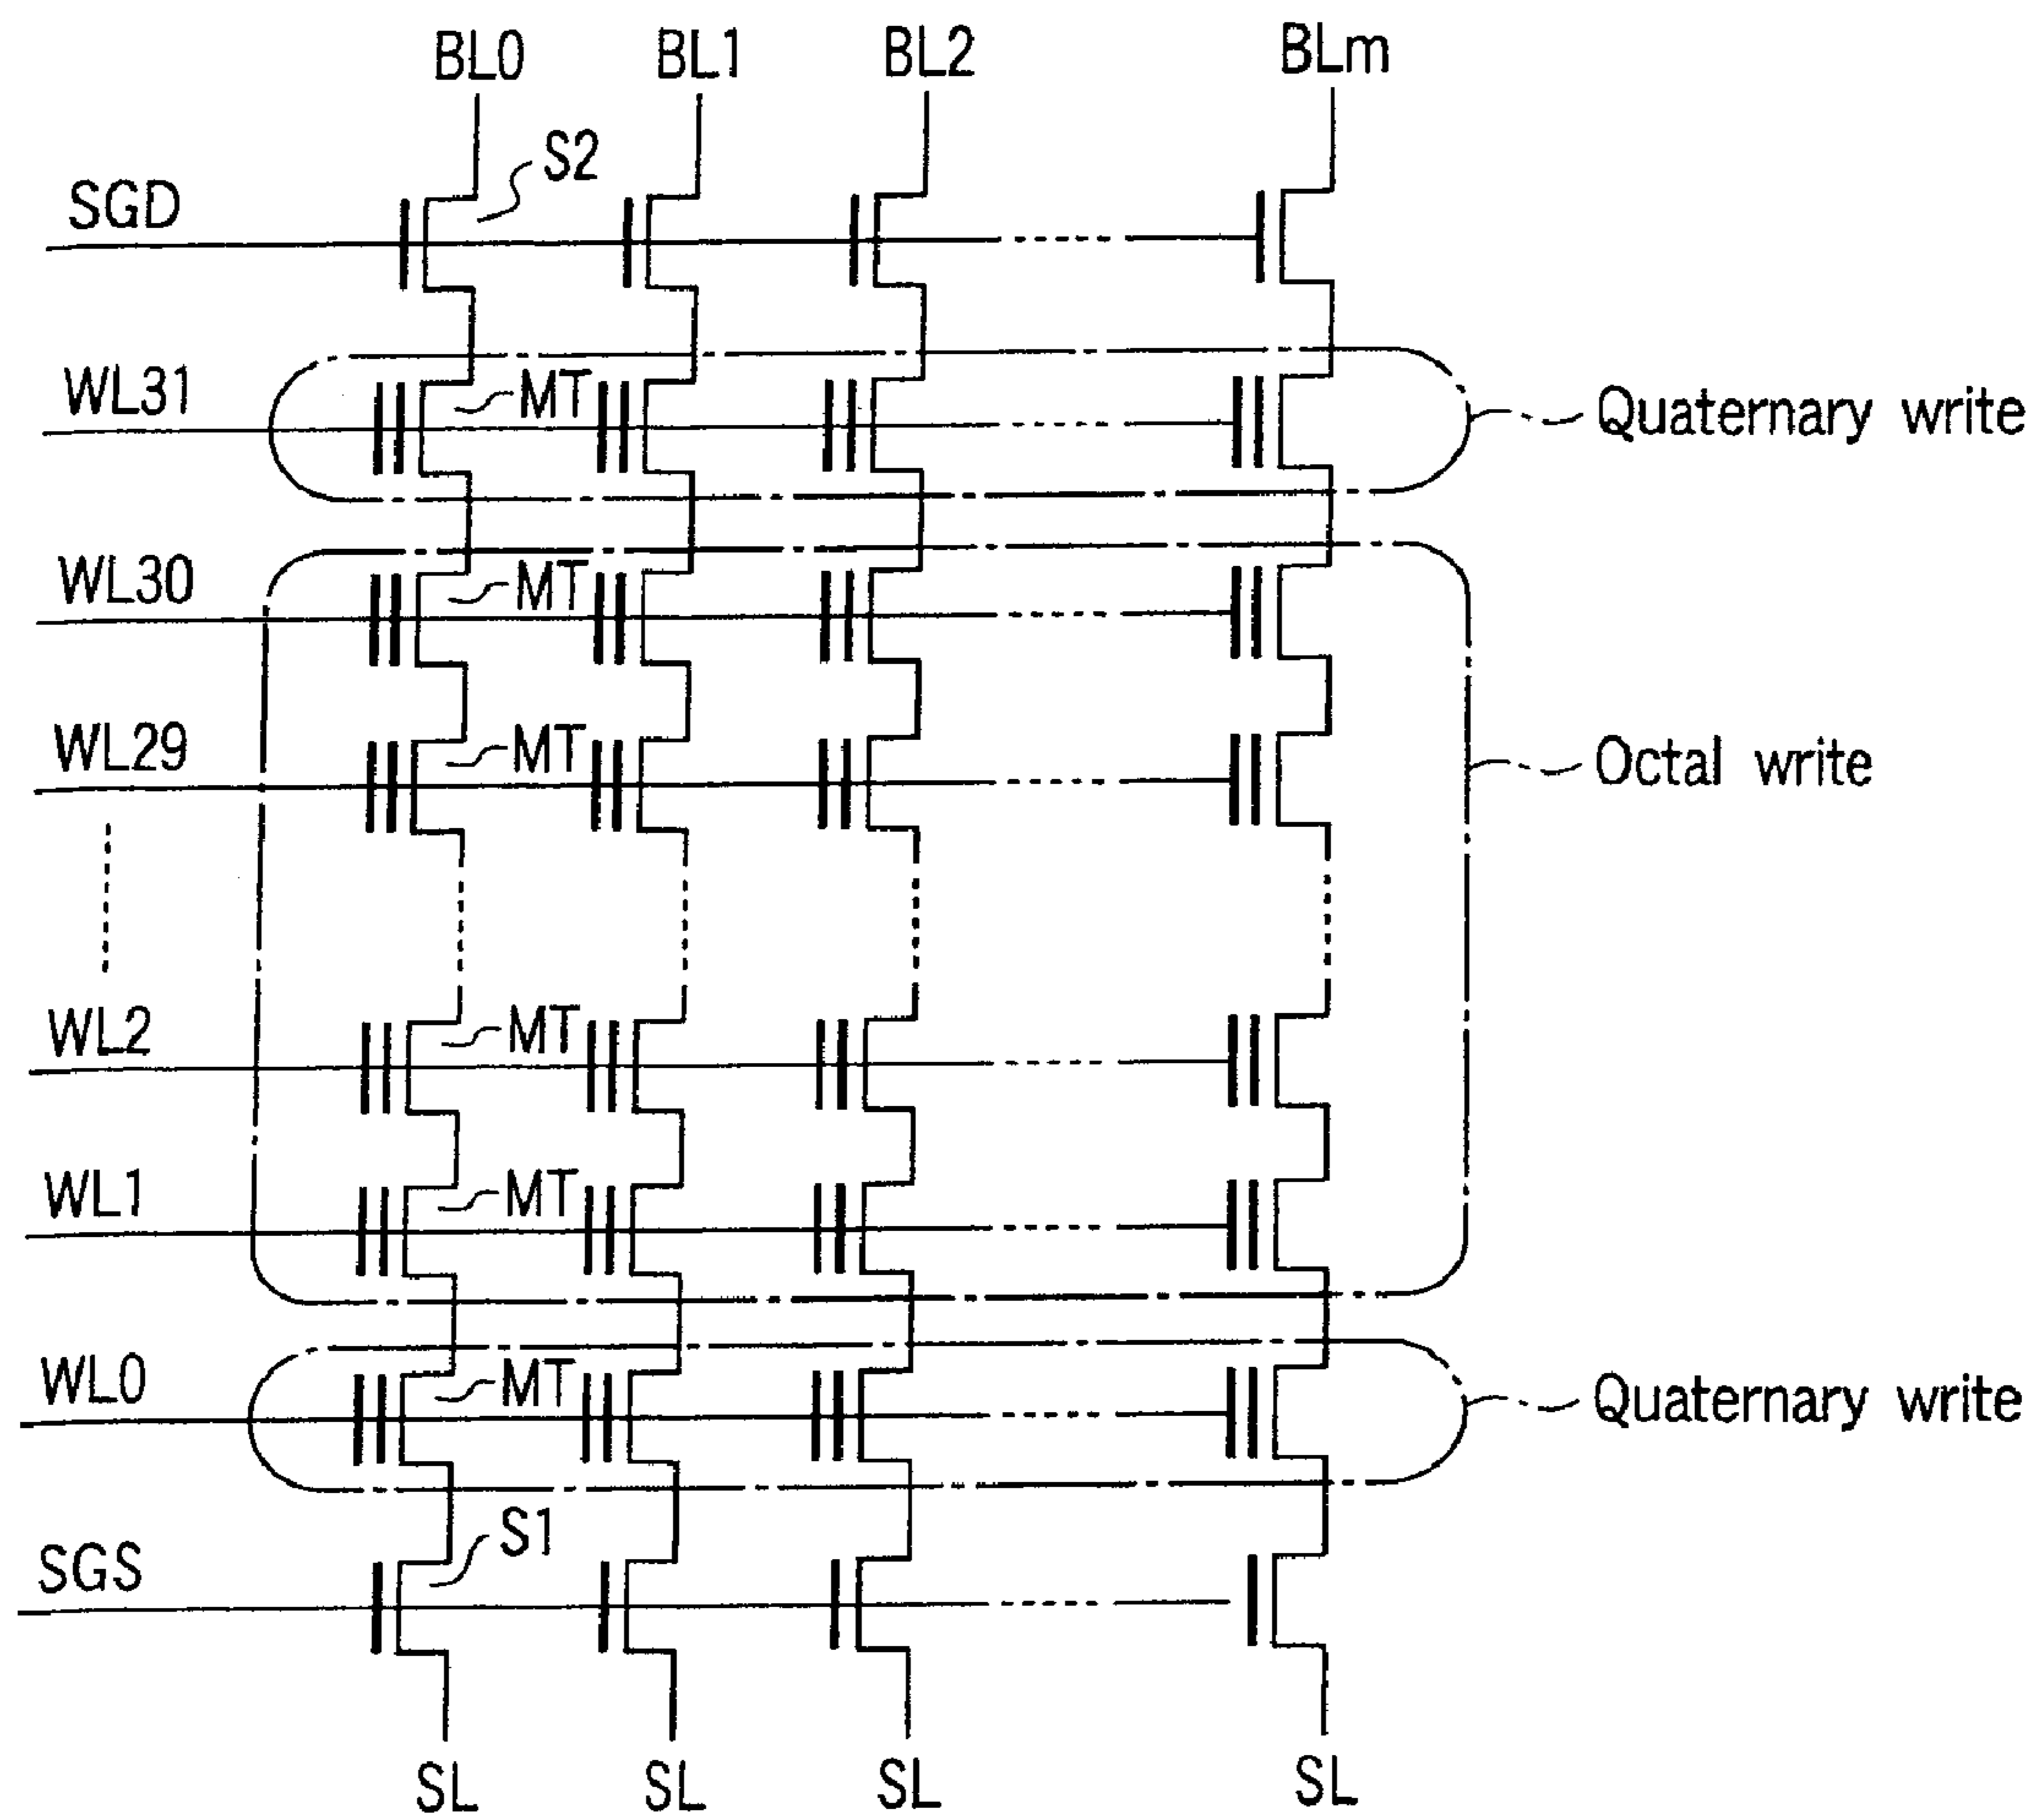 BL0 BL1 BL2 BLm
S2
SGD
WL31 MT Quaternary write
WL30 MT
WL29 MT Octal write
WL2 MT
WL1 MT
WL0 MT Quaternary write
S1
SGS
SL SL SL SL